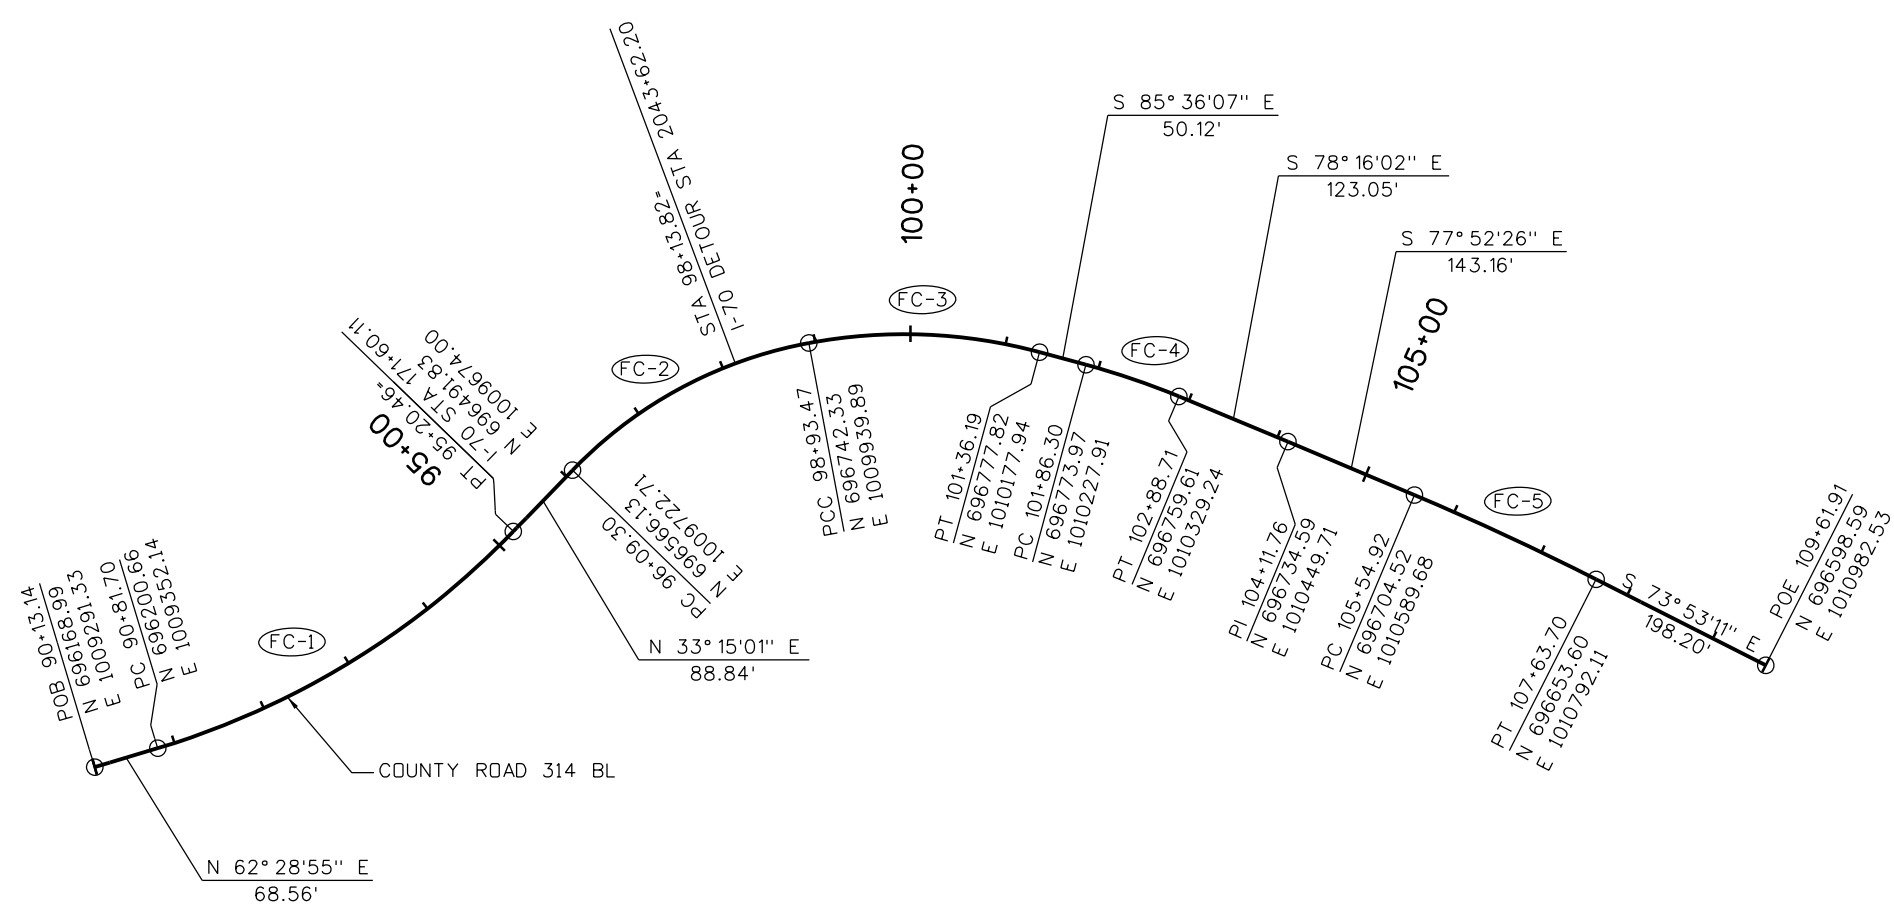 POB 90+13.14
N 696168.99
E 1009291.33
PC 90+81.70
N 696200.66
E 1009352.14
N 62°28'55" E
68.56'
FC-1
COUNTY ROAD 314 BL
95+00
PT 95+20.46=
I-70 STA 171+60.11
N 696491.83
E 1009674.00
N 33°15'01" E
88.84'
PC 96+09.30
N 696566.13
E 1009722.71
FC-2
STA 98+13.82=
I-70 DETOUR STA 2043+62.20
PCC 98+93.47
N 696742.33
E 1009939.89
FC-3
100+00
PT 101+36.19
N 696777.82
E 1010177.94
S 85°36'07" E
50.12'
PC 101+86.30
N 696773.97
E 1010227.91
FC-4
PT 102+88.71
N 696759.61
E 1010329.24
S 78°16'02" E
123.05'
PI 104+11.76
N 696734.59
E 1010449.71
S 77°52'26" E
143.16'
105+00
PC 105+54.92
N 696704.52
E 1010589.68
FC-5
PT 107+63.70
N 696653.60
E 1010792.11
S 73°53'11" E
198.20'
POE 109+61.91
N 696598.59
E 1010982.53